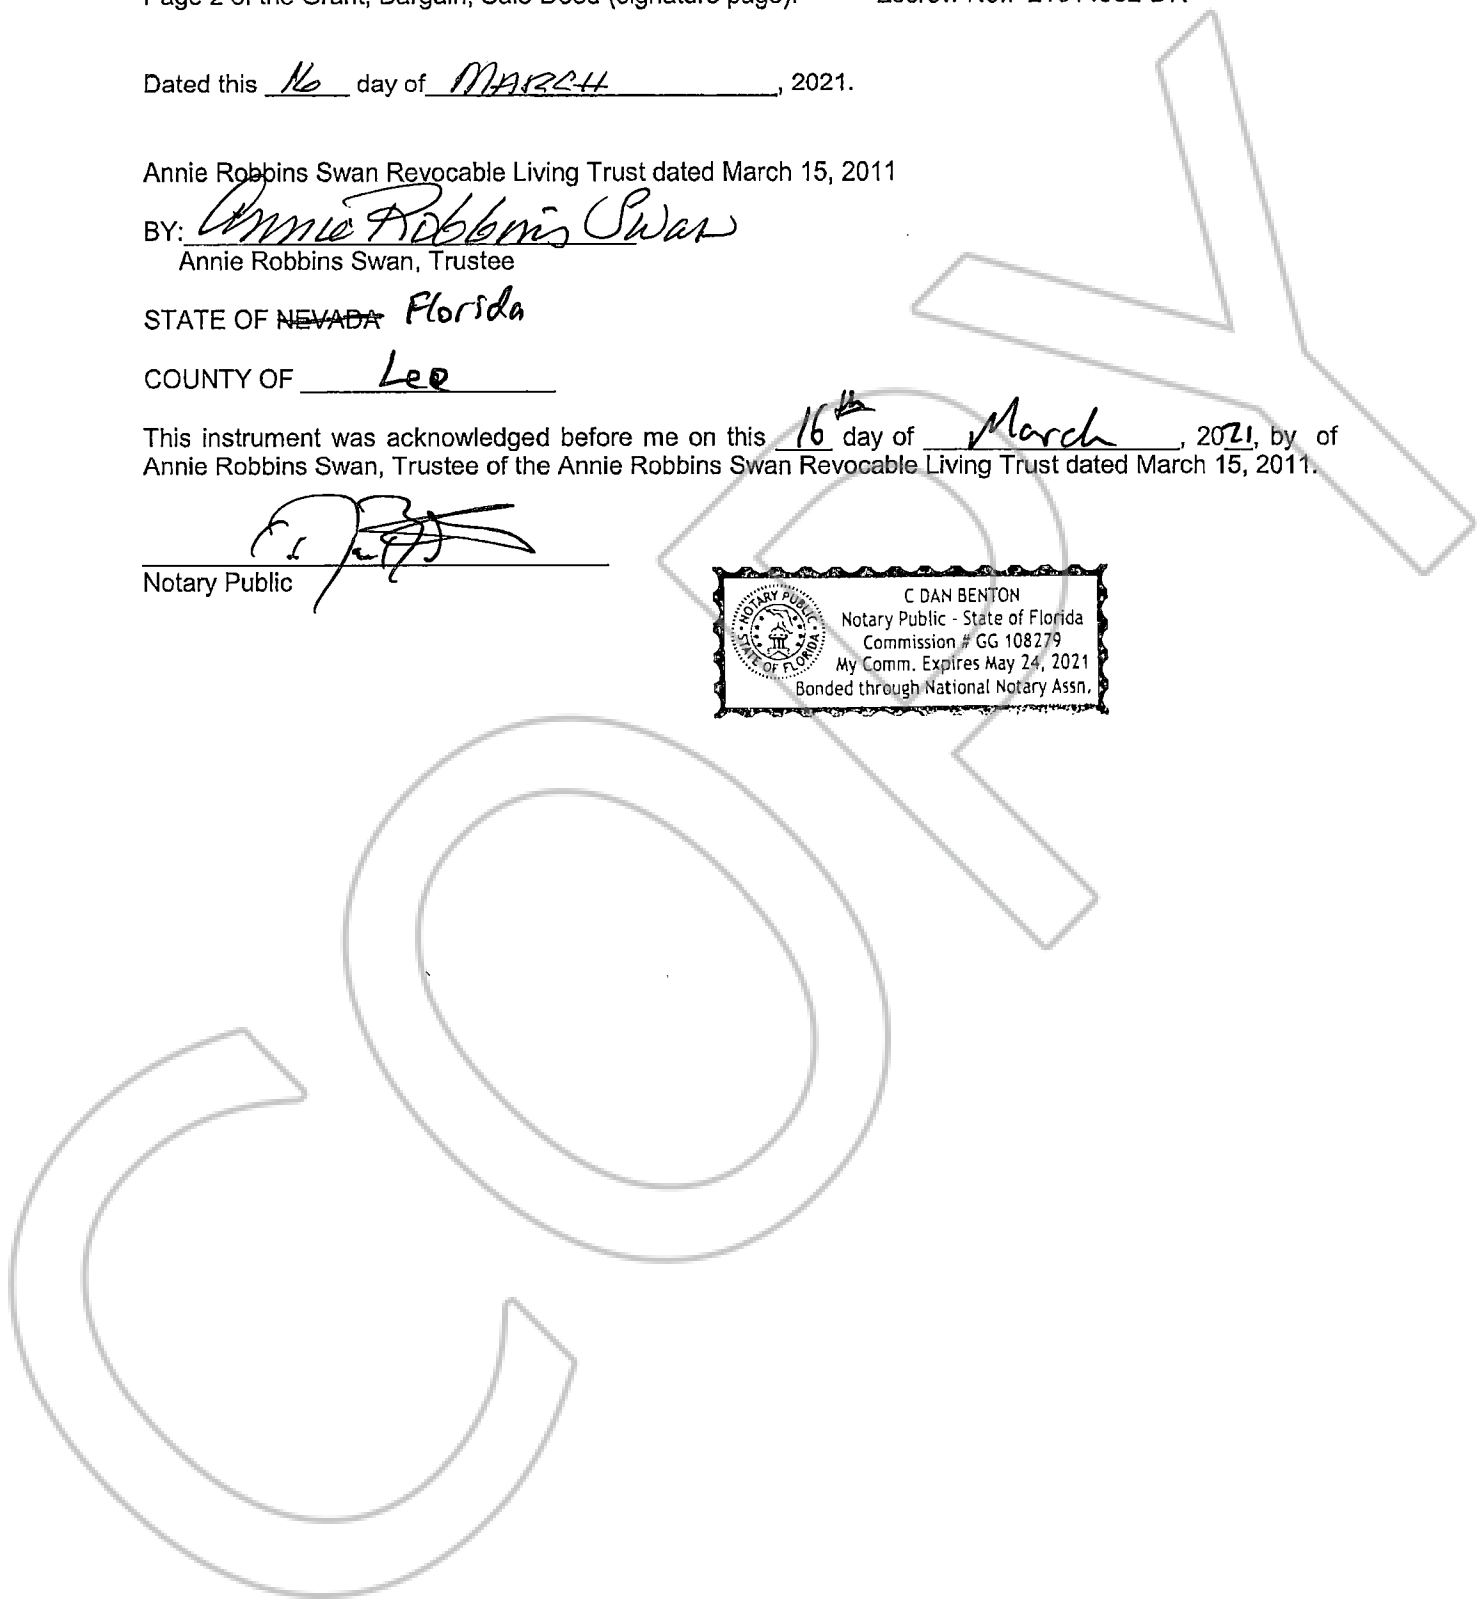 Page 2 of the Grant, Bargain, Sale Deed (signature page).
Dated this 16 day of MARCH, 2021.
Annie Robbins Swan Revocable Living Trust dated March 15, 2011
BY: Annie Robbins Swan
Annie Robbins Swan, Trustee
STATE OF NEVADA Florida
COUNTY OF Lee
This instrument was acknowledged before me on this 16th day of March, 2021, by of
Annie Robbins Swan, Trustee of the Annie Robbins Swan Revocable Living Trust dated March 15, 2011.
Notary Public
NOTARY PUBLIC
STATE OF FLORIDA
C DAN BENTON
Notary Public - State of Florida
Commission # GG 108279
My Comm. Expires May 24, 2021
Bonded through National Notary Assn.
COPY